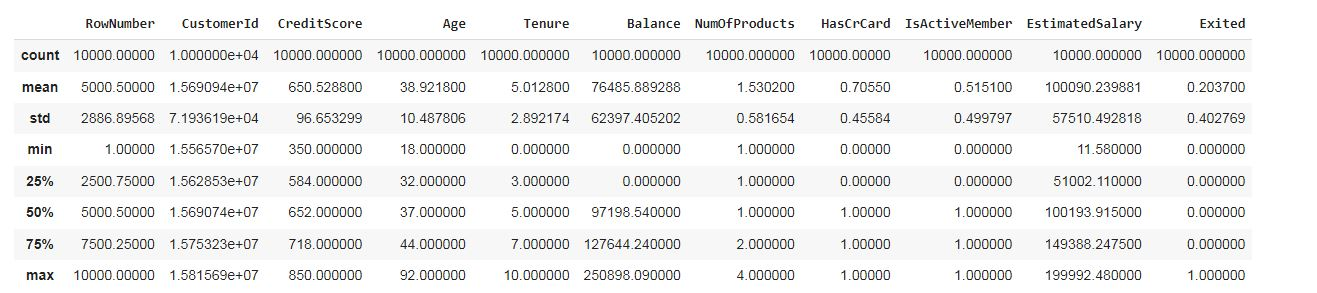 RowNumber CustomerId CreditScore Age Tenure Balance NumOfProducts HasCrCard IsActiveMember EstimatedSalary Exited
count 10000.00000 1.000000e+04 10000.000000 10000.000000 10000.000000 10000.000000 10000.000000 10000.00000 10000.000000 10000.000000 10000.000000
mean 5000.50000 1.569094e+07 650.528800 38.921800 5.012800 76485.889288 1.530200 0.70550 0.515100 100090.239881 0.203700
std 2886.89568 7.193619e+04 96.653299 10.487806 2.892174 62397.405202 0.581654 0.45584 0.499797 57510.492818 0.402769
min 1.00000 1.556570e+07 350.000000 18.000000 0.000000 0.000000 1.000000 0.00000 0.000000 11.580000 0.000000
25% 2500.75000 1.562853e+07 584.000000 32.000000 3.000000 0.000000 1.000000 0.00000 0.000000 51002.110000 0.000000
50% 5000.50000 1.569074e+07 652.000000 37.000000 5.000000 97198.540000 1.000000 1.00000 1.000000 100193.915000 0.000000
75% 7500.25000 1.575323e+07 718.000000 44.000000 7.000000 127644.240000 2.000000 1.00000 1.000000 149388.247500 0.000000
max 10000.00000 1.581569e+07 850.000000 92.000000 10.000000 250898.090000 4.000000 1.00000 1.000000 199992.480000 1.000000